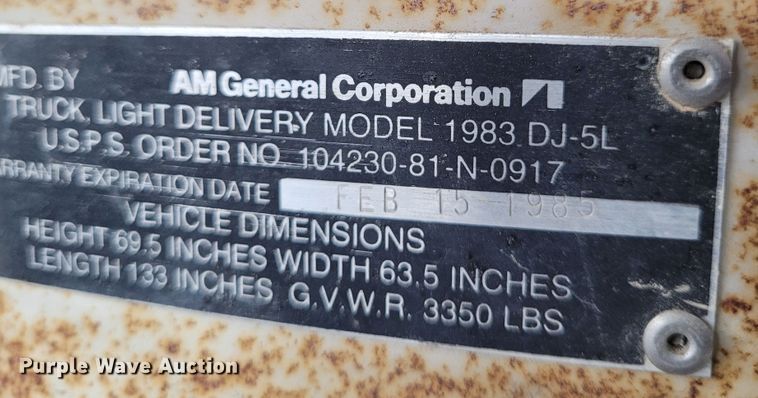 MFD. BY AM General Corporation
TRUCK, LIGHT DELIVERY MODEL 1983 DJ-5L
U.S.P.S. ORDER NO. 104230-81-N-0917
ARRANTY EXPIRATION DATE FEB 15 1985
VEHICLE DIMENSIONS
HEIGHT 69.5 INCHES WIDTH 63.5 INCHES
LENGTH 133 INCHES G.V.W.R. 3350 LBS
Purple Wave Auction